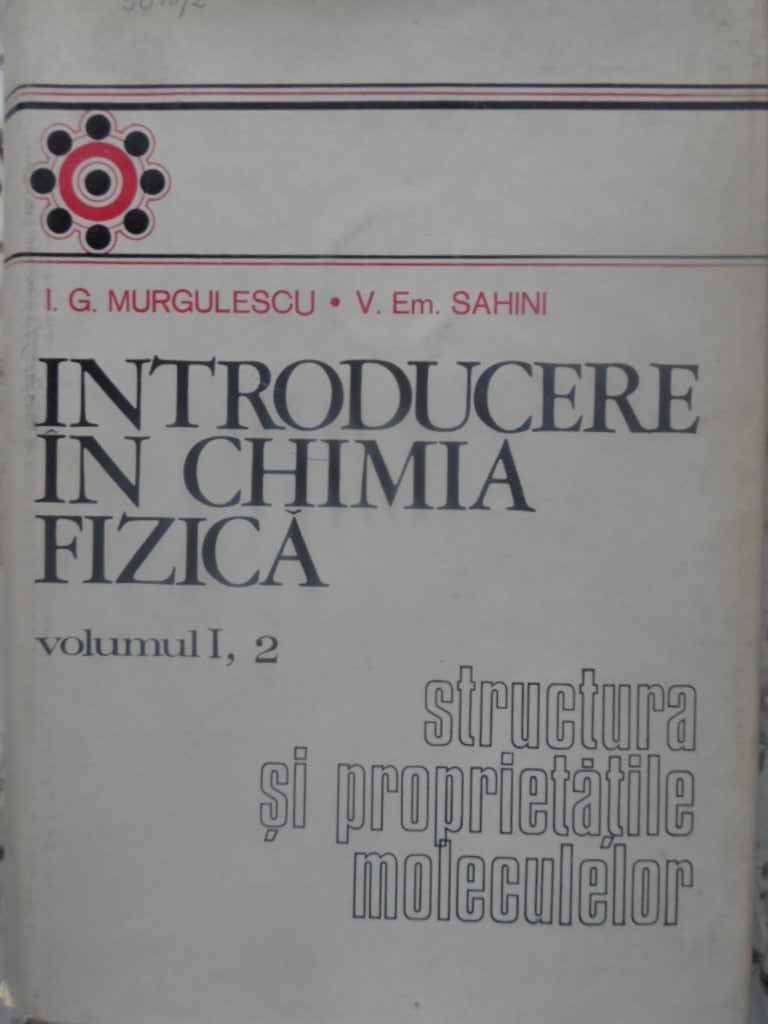 I. G. MURGULESCU • V. Em. SAHINI
INTRODUCERE
ÎN CHIMIA
FIZICĂ
volumul I, 2
structura
și proprietățile
moleculelor